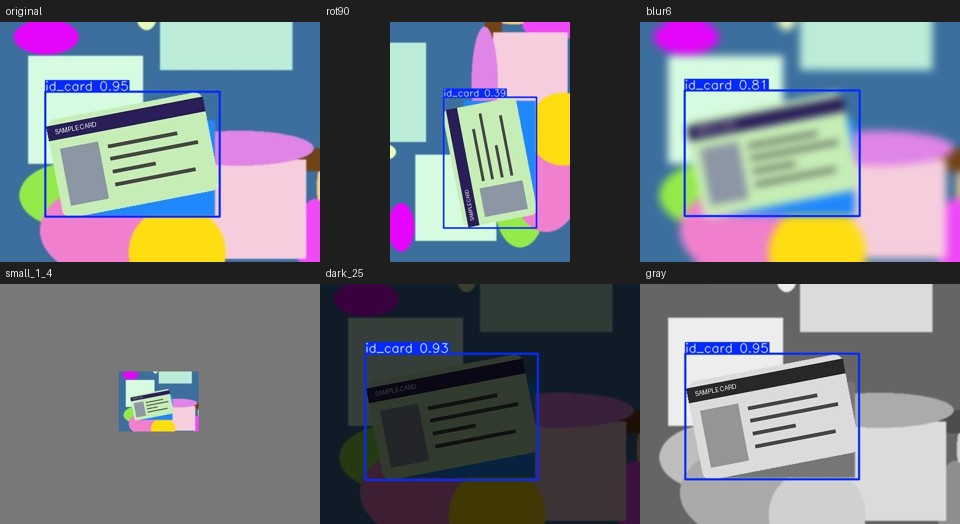 original
rot90
blur6
id_card 0.95
SAMPLE CARD
id_card 0.39
SAMPLE CARD
id_card 0.81
small_1_4
dark_25
gray
id_card 0.93
SAMPLE CARD
id_card 0.95
SAMPLE CARD